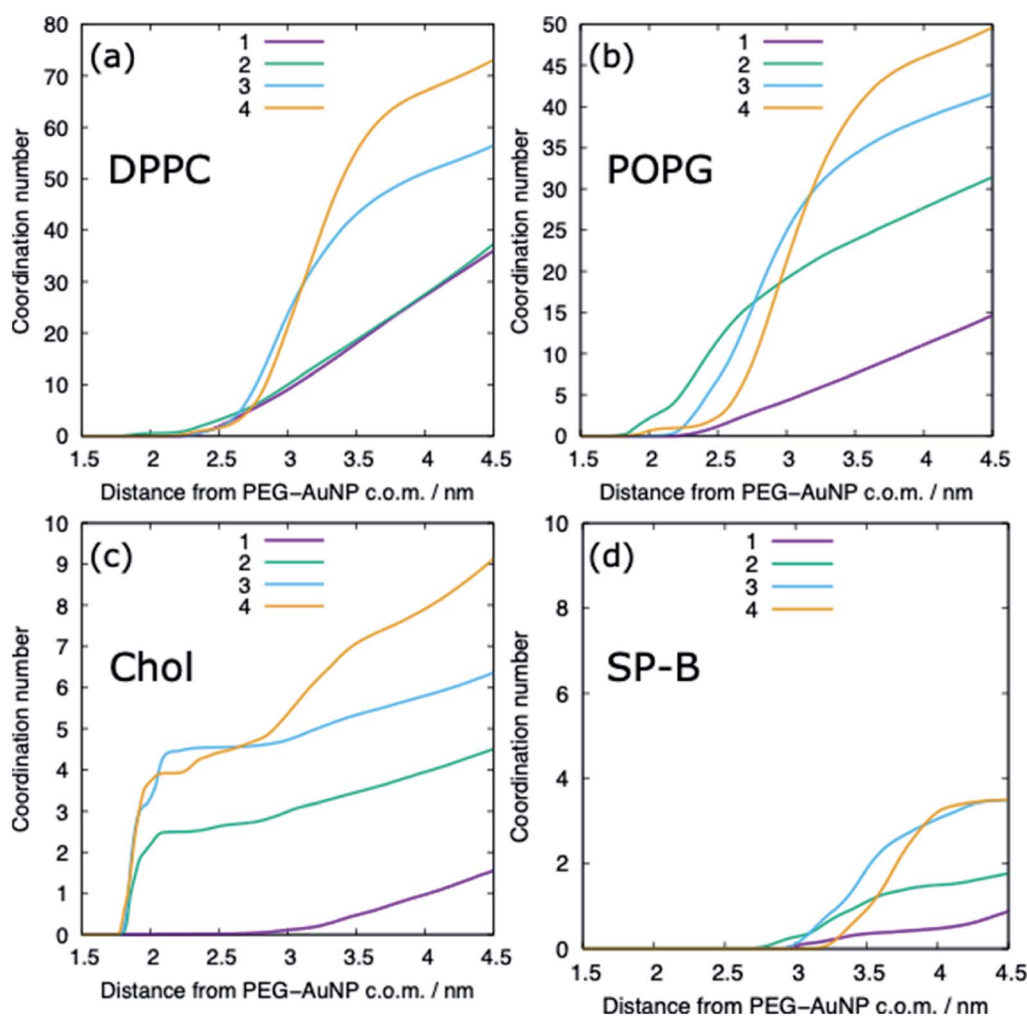 (a)
DPPC
1
2
3
4
Coordination number
80
70
60
50
40
30
20
10
0
1.5 2 2.5 3 3.5 4 4.5
Distance from PEG–AuNP c.o.m. / nm
(b)
POPG
1
2
3
4
Coordination number
50
45
40
35
30
25
20
15
10
5
0
1.5 2 2.5 3 3.5 4 4.5
Distance from PEG–AuNP c.o.m. / nm
(c)
Chol
1
2
3
4
Coordination number
10
9
8
7
6
5
4
3
2
1
0
1.5 2 2.5 3 3.5 4 4.5
Distance from PEG–AuNP c.o.m. / nm
(d)
SP-B
1
2
3
4
Coordination number
10
8
6
4
2
0
1.5 2 2.5 3 3.5 4 4.5
Distance from PEG–AuNP c.o.m. / nm